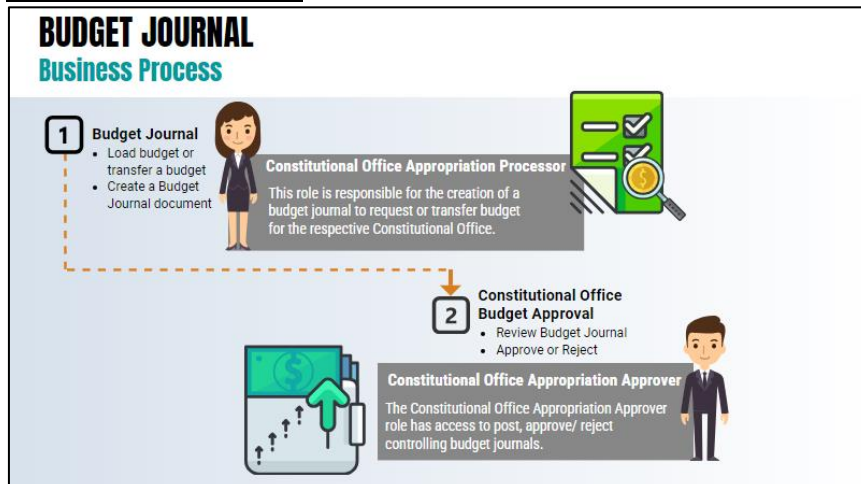 BUDGET JOURNAL
Business Process
1
Budget Journal
• Load budget or
transfer a budget
• Create a Budget
Journal document
Constitutional Office Appropriation Processor
This role is responsible for the creation of a
budget journal to request or transfer budget
for the respective Constitutional Office.
2
Constitutional Office
Budget Approval
• Review Budget Journal
• Approve or Reject
Constitutional Office Appropriation Approver
The Constitutional Office Appropriation Approver
role has access to post, approve/ reject
controlling budget journals.